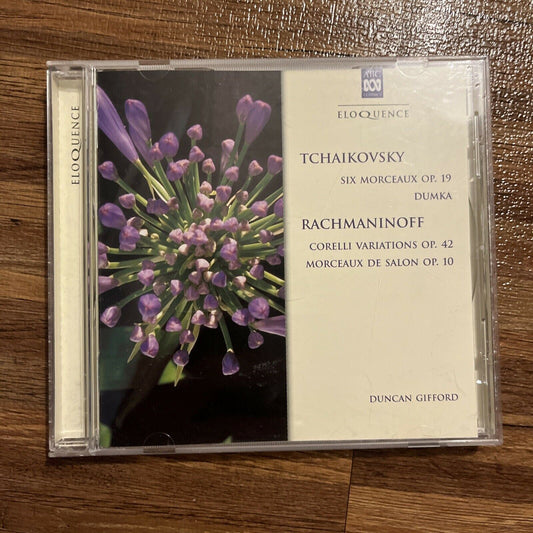 ELOQUENCE
ABC
ELOQUENCE
TCHAIKOVSKY
SIX MORCEAUX OP. 19
DUMKA
RACHMANINOFF
CORELLI VARIATIONS OP. 42
MORCEAUX DE SALON OP. 10
DUNCAN GIFFORD